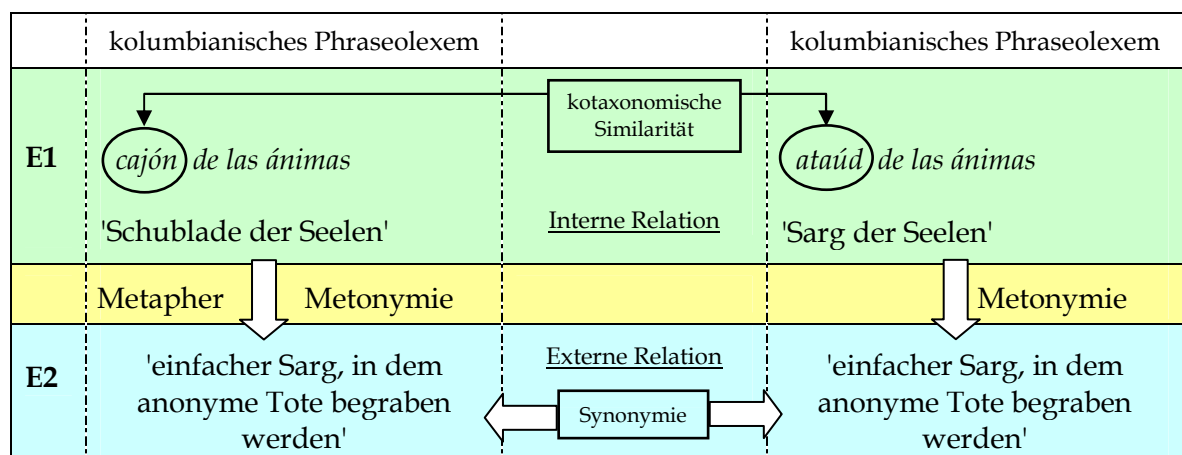 kolumbianisches Phraseolexem kolumbianisches Phraseolexem
kotaxonomische
Similarität
E1 cajón de las ánimas ataúd de las ánimas
'Schublade der Seelen' Interne Relation 'Sarg der Seelen'
Metapher Metonymie Metonymie
E2 'einfacher Sarg, in dem
anonyme Tote begraben
werden'
Externe Relation
Synonymie
'einfacher Sarg, in dem
anonyme Tote begraben
werden'